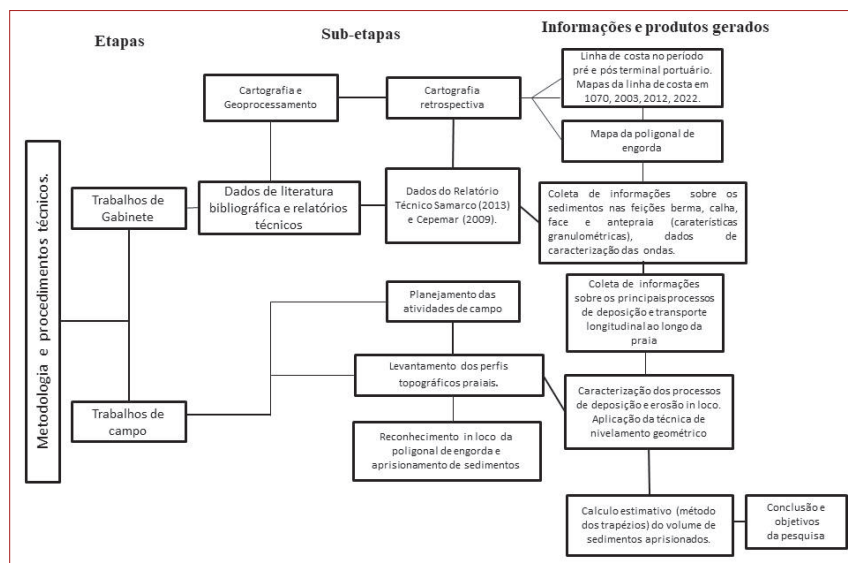 Etapas
Sub-etapas
Informações e produtos gerados
Metodologia e procedimentos técnicos.
Trabalhos de
Gabinete
Trabalhos de
campo
Cartografia e
Geoprocessamento
Cartografia
retrospectiva
Dados de literatura
bibliográfica e relatórios
técnicos
Dados do Relatório
Técnico Samarco (2013)
e Cepemar (2009).
Planejamento das
atividades de campo
Levantamento dos perfis
topográficos praiais.
Reconhecimento in loco da
poligonal de engorda e
aprisionamento de sedimentos
Linha de costa no período
pré e pós terminal portuário.
Mapas da linha de costa em
1070, 2003, 2012, 2022.
Mapa da poligonal de
engorda
Coleta de informações sobre os
sedimentos nas feições berma, calha,
face e antepraia (caraterísticas
granulométricas), dados de
caracterização das ondas.
Coleta de informações
sobre os principais processos
de deposição e transporte
longitudinal ao longo da
praia
Caracterização dos processos
de deposição e erosão in loco.
Aplicação da técnica de
nivelamento geométrico
Calculo estimativo (método
dos trapézios) do volume de
sedimentos aprisionados.
Conclusão e
objetivos
da pesquisa